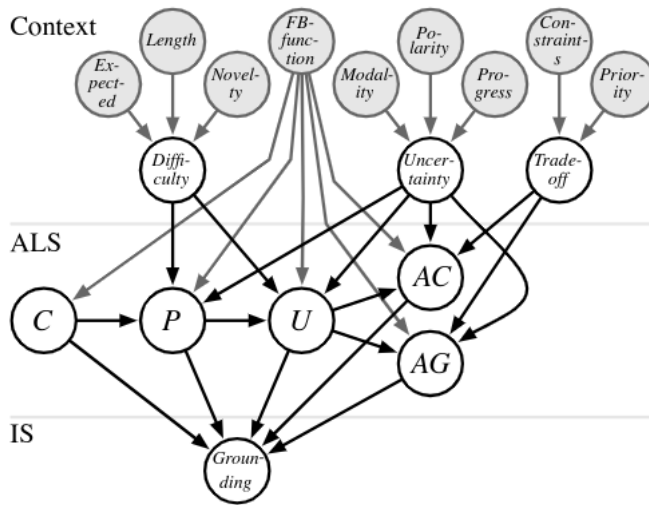 Context
Length
FB-
func-
tion
Po-
larity
Con-
straint-
s
Ex-
pect-
ed
Novel-
ty
Modal-
ity
Pro-
gress
Prior-
ity
Diffi-
culty
Uncer-
tainty
Trade-
off
ALS
AC
C
P
U
AG
IS
Groun-
ding